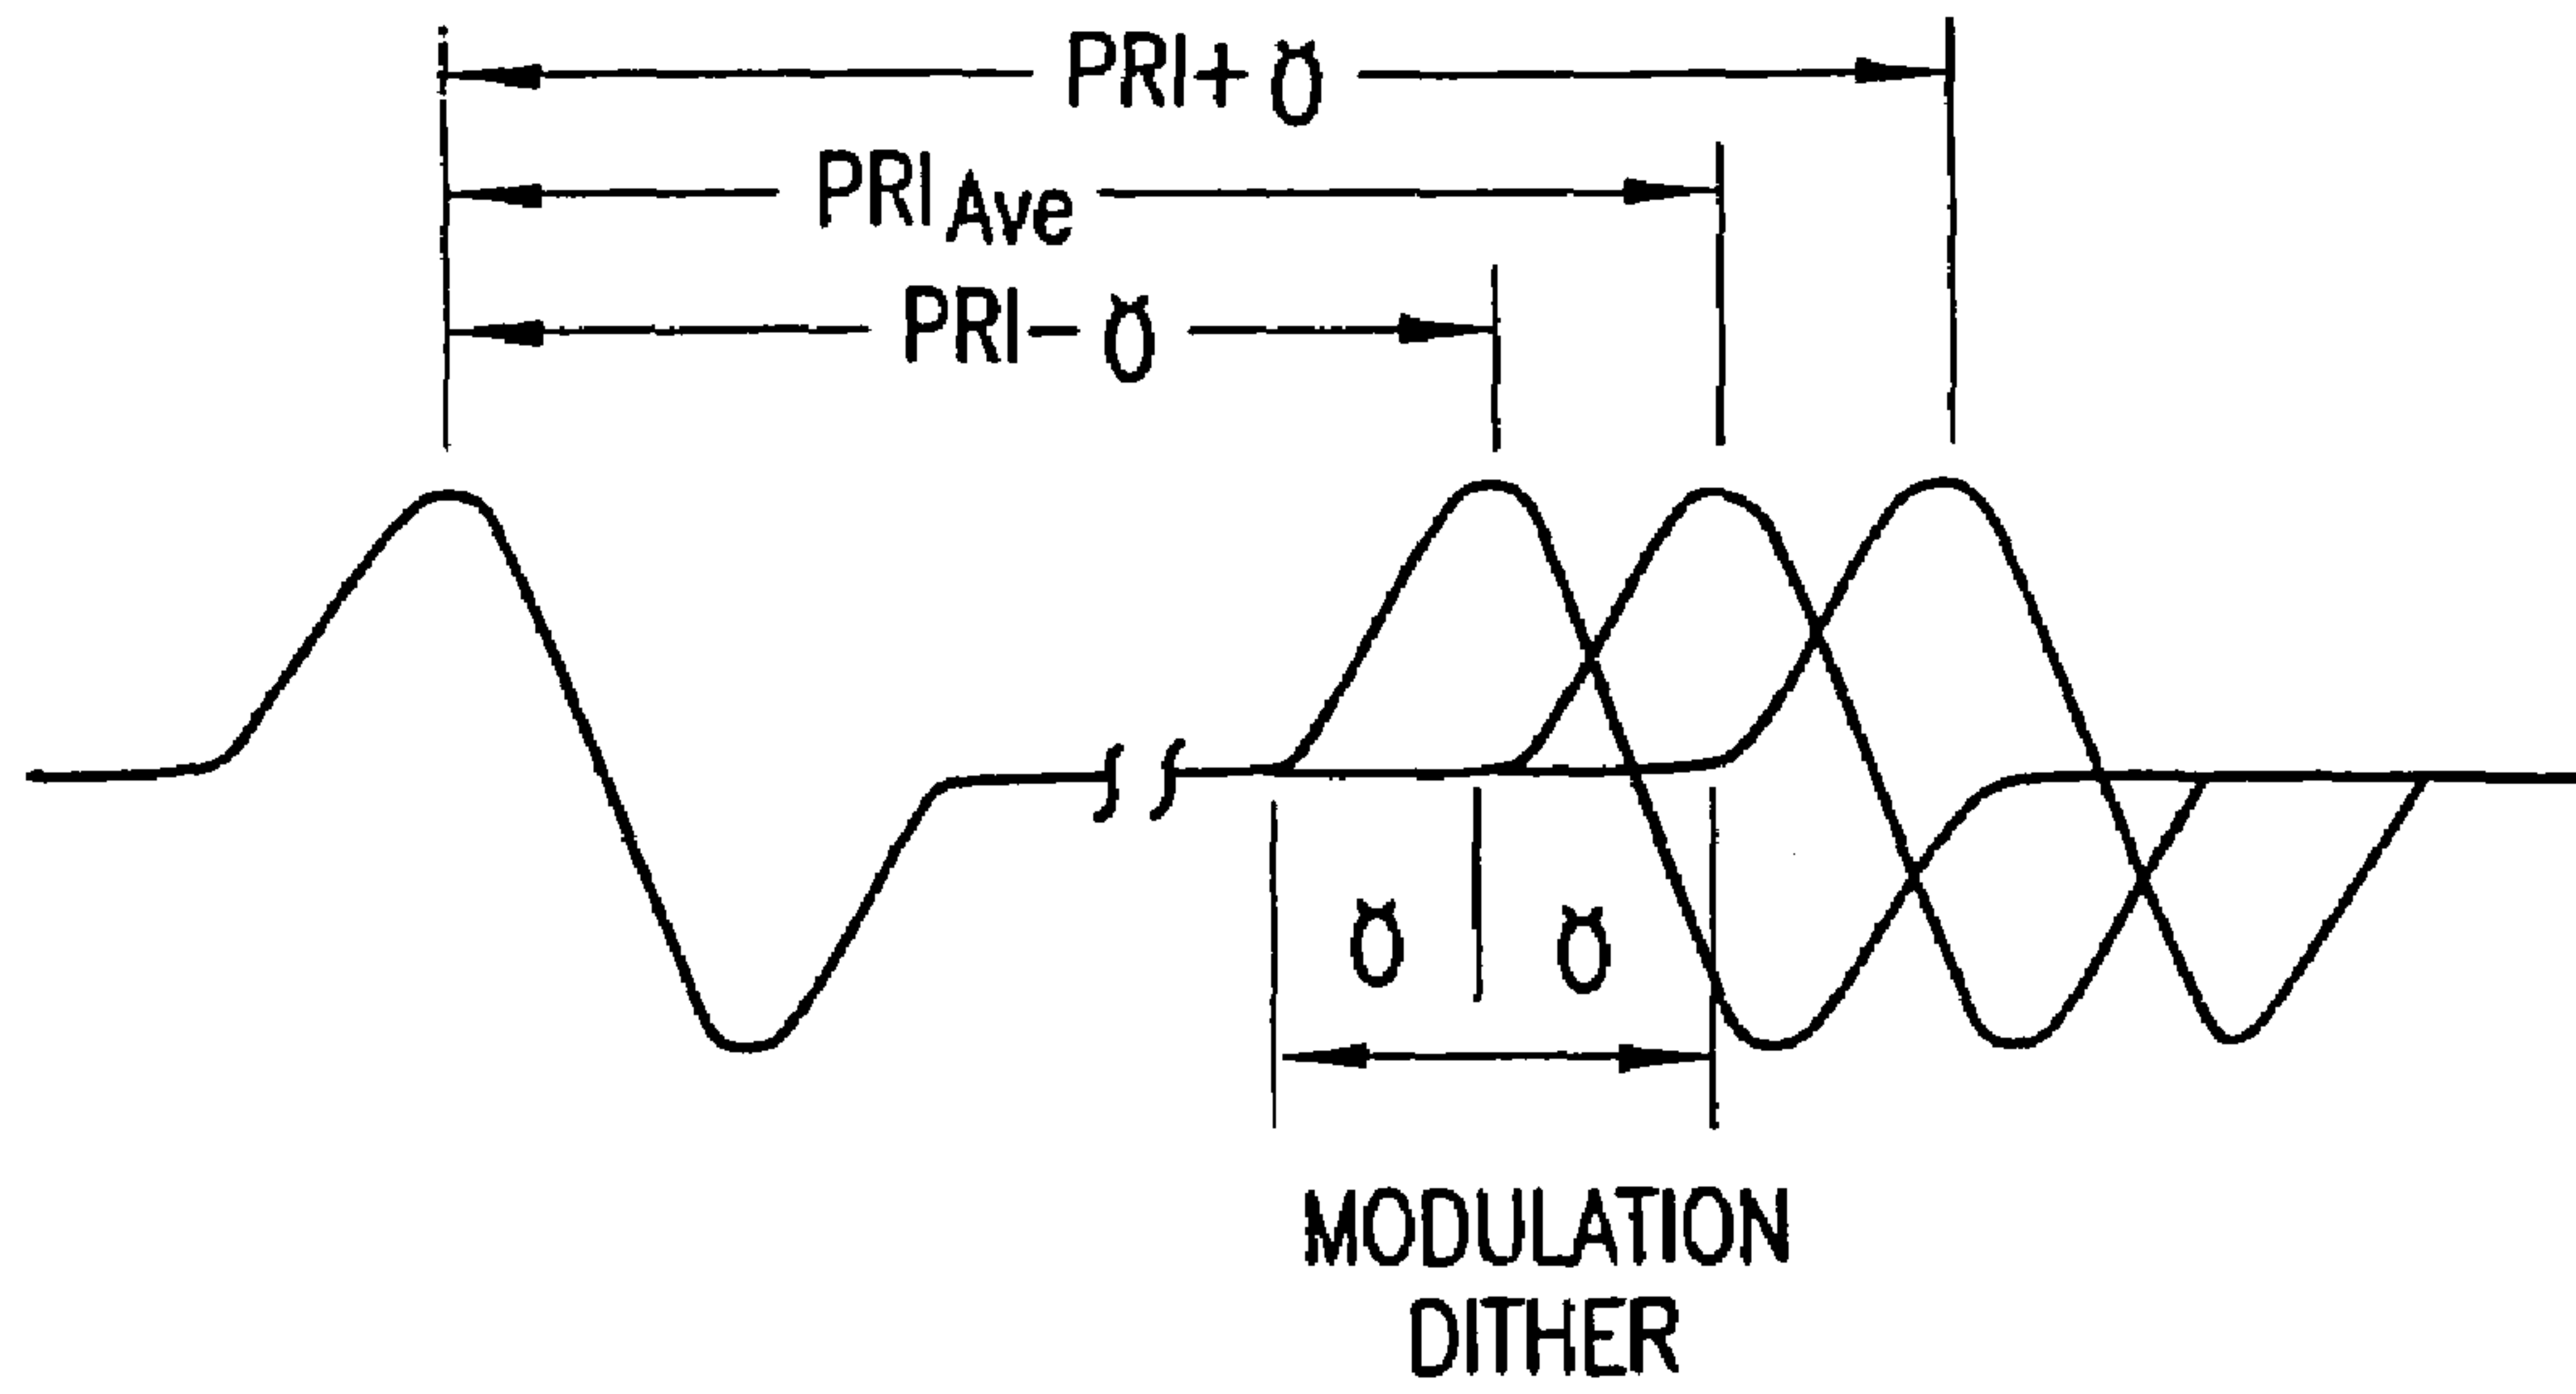 PRI+ ŏ
PRI Ave
PRI- ŏ
ŏ ŏ
MODULATION
DITHER